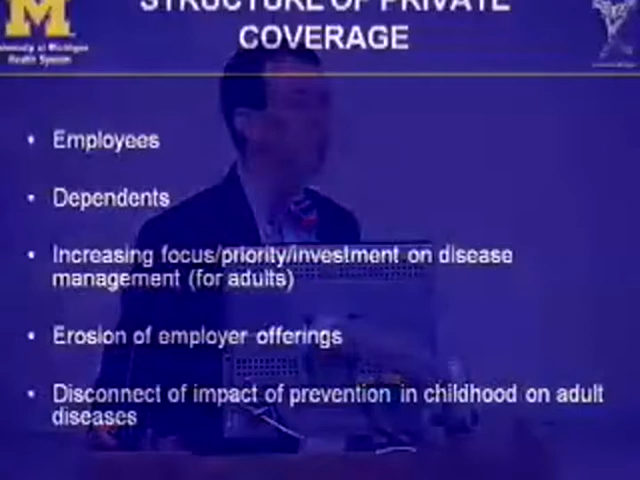 STRUCTURE OF PRIVATE
COVERAGE
M
University of Michigan
Health System
• Employees
• Dependents
• Increasing focus/priority/investment on disease
management (for adults)
• Erosion of employer offerings
• Disconnect of impact of prevention in childhood on adult
diseases